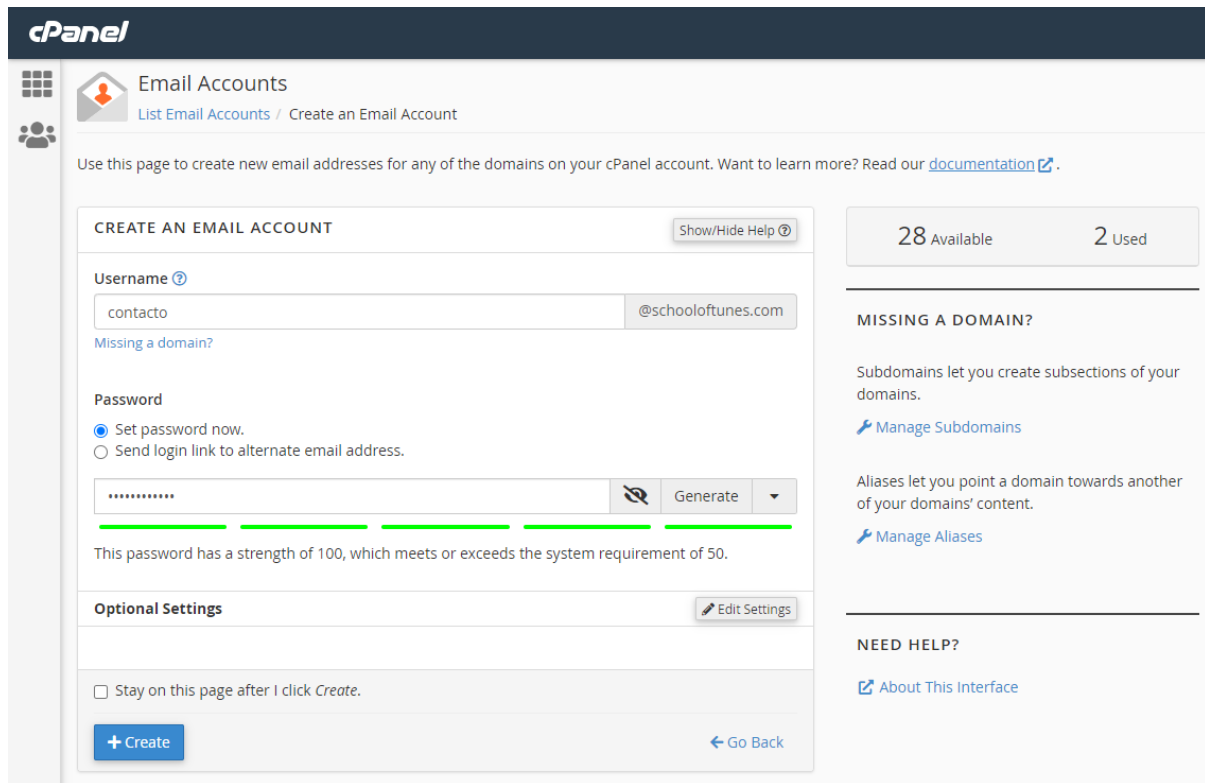 cPanel
Email Accounts
List Email Accounts / Create an Email Account
Use this page to create new email addresses for any of the domains on your cPanel account. Want to learn more? Read our documentation .
CREATE AN EMAIL ACCOUNT
Show/Hide Help
Username
contacto
@schooloftunes.com
Missing a domain?
Password
Set password now.
Send login link to alternate email address.
••••••••••••
Generate
This password has a strength of 100, which meets or exceeds the system requirement of 50.
Optional Settings
Edit Settings
Stay on this page after I click Create.
Create
Go Back
28 Available
2 Used
MISSING A DOMAIN?
Subdomains let you create subsections of your
domains.
Manage Subdomains
Aliases let you point a domain towards another
of your domains’ content.
Manage Aliases
NEED HELP?
About This Interface